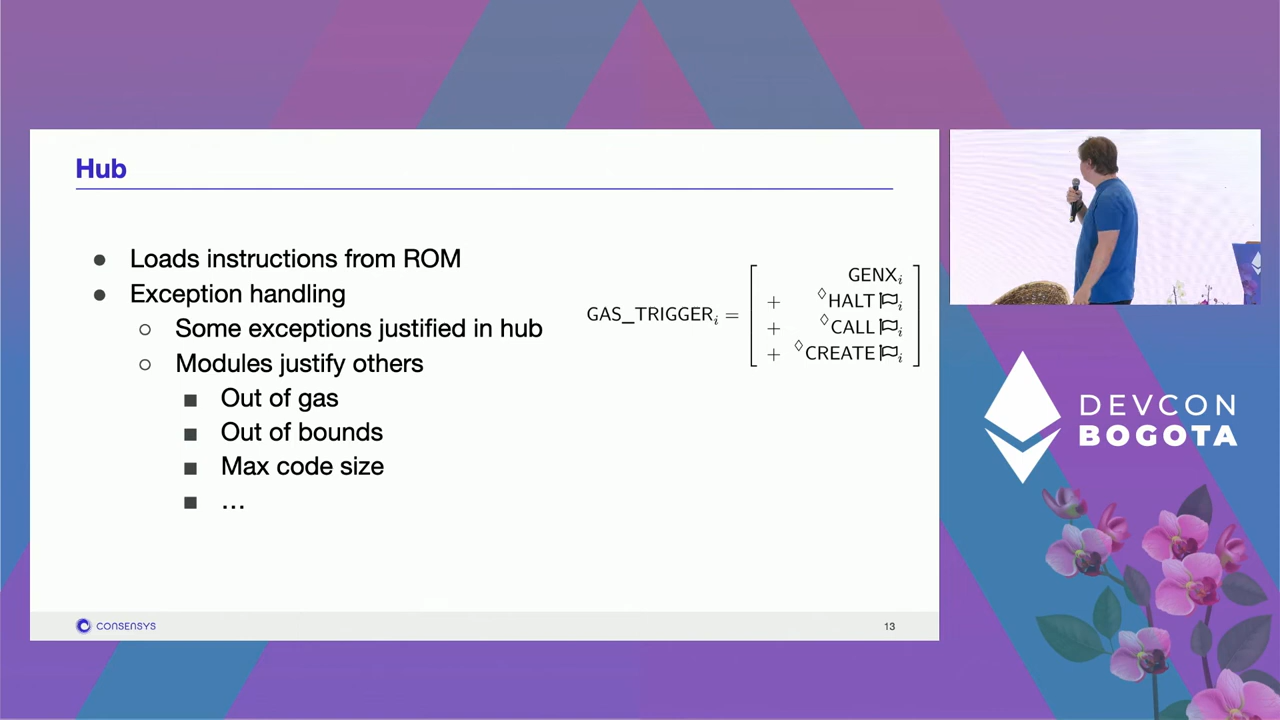 Hub
● Loads instructions from ROM
● Exception handling
○ Some exceptions justified in hub
○ Modules justify others
■ Out of gas
■ Out of bounds
■ Max code size
■ …
GAS_TRIGGERᵢ =
GENXᵢ
+ ◊HALT⚐ᵢ
+ ◊CALL⚐ᵢ
+ ◊CREATE⚐ᵢ
CONSENSYS
13
DEVCON
BOGOTA